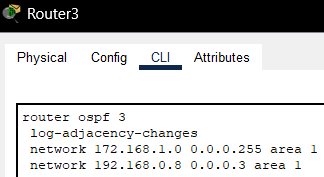 Router3
Physical Config CLI Attributes
router ospf 3
log-adjacency-changes
network 172.168.1.0 0.0.0.255 area 1
network 192.168.0.8 0.0.0.3 area 1